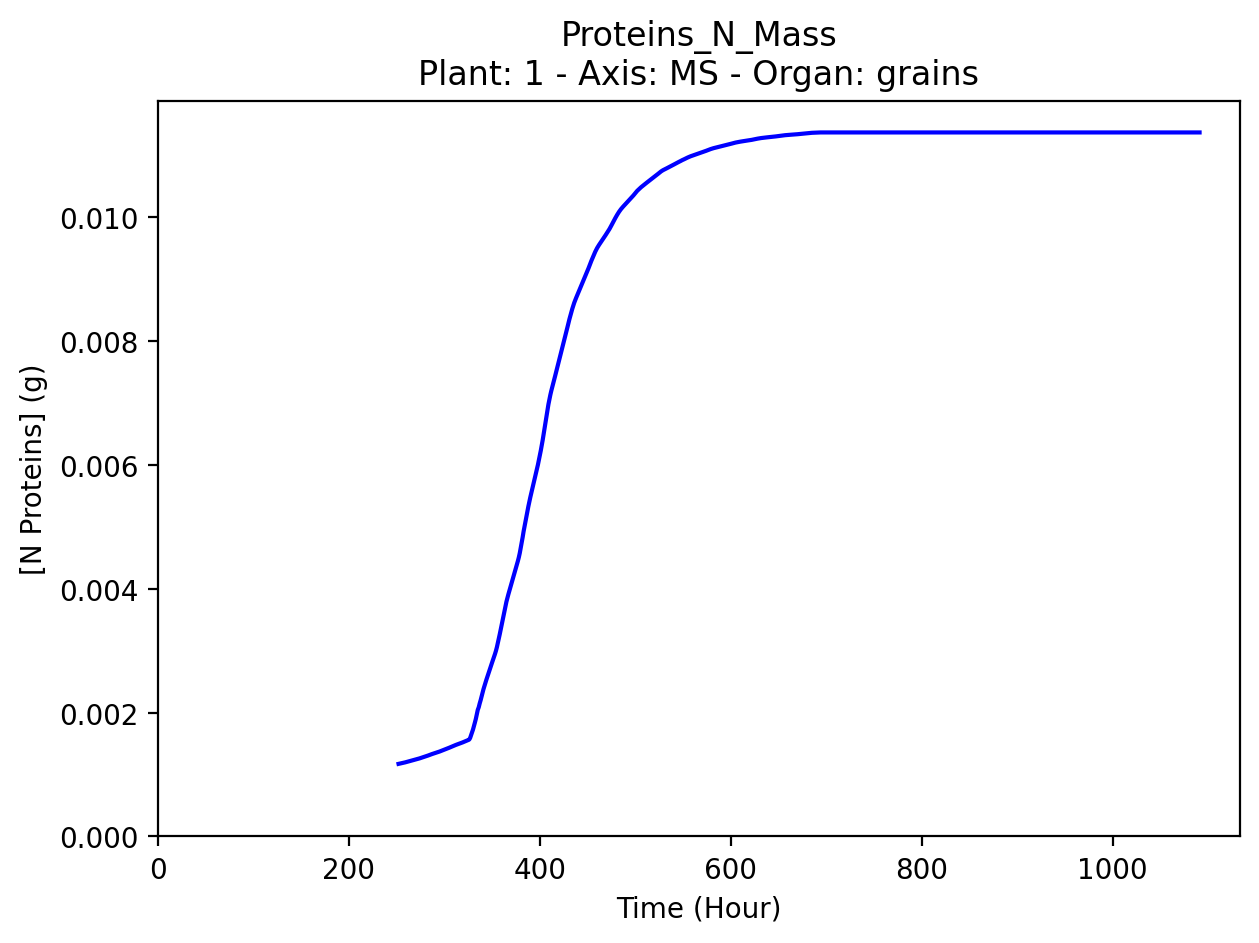 Proteins_N_Mass
Plant: 1 - Axis: MS - Organ: grains
[N Proteins] (g)
0.010
0.008
0.006
0.004
0.002
0.000
0 200 400 600 800 1000
Time (Hour)